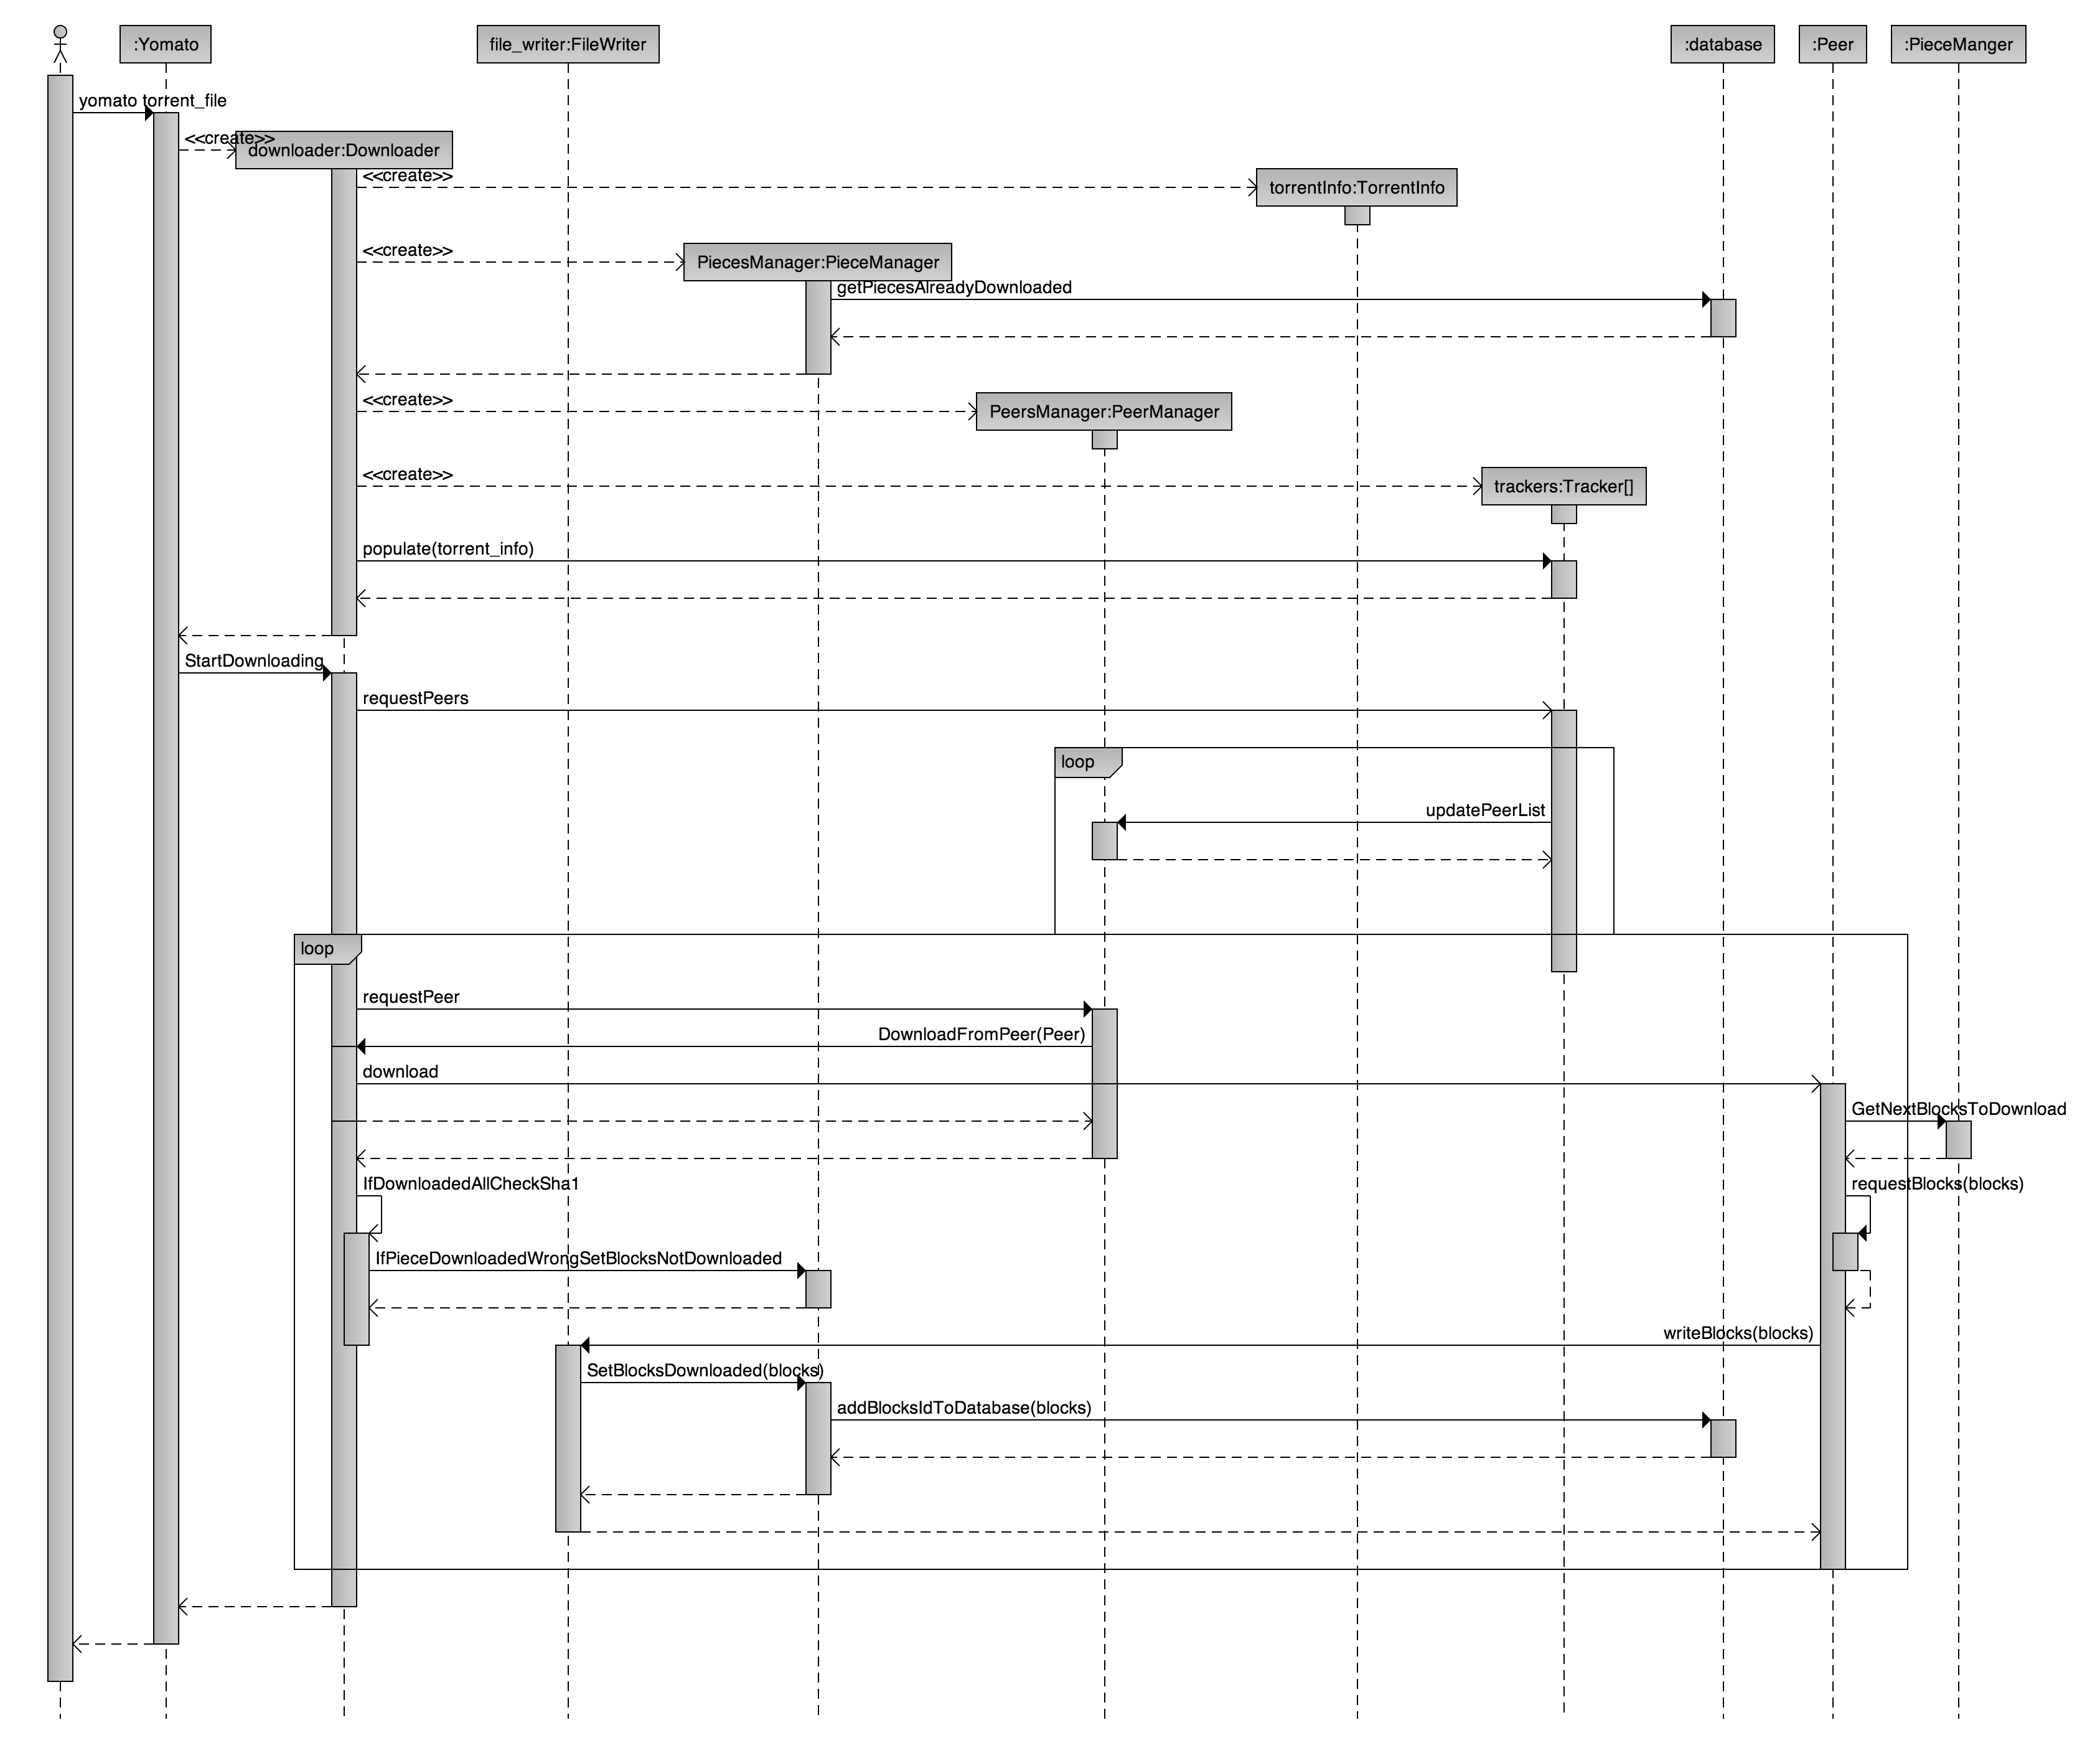 :Yomato
file_writer:FileWriter
:database
:Peer
:PieceManger
yomato torrent_file
<<create>>
downloader:Downloader
<<create>>
torrentInfo:TorrentInfo
<<create>>
PiecesManager:PieceManager
getPiecesAlreadyDownloaded
<<create>>
PeersManager:PeerManager
<<create>>
trackers:Tracker[]
populate(torrent_info)
StartDownloading
requestPeers
loop
updatePeerList
loop
requestPeer
DownloadFromPeer(Peer)
download
GetNextBlocksToDownload
IfDownloadedAllCheckSha1
requestBlocks(blocks)
IfPieceDownloadedWrongSetBlocksNotDownloaded
writeBlocks(blocks)
SetBlocksDownloaded(blocks)
addBlocksIdToDatabase(blocks)